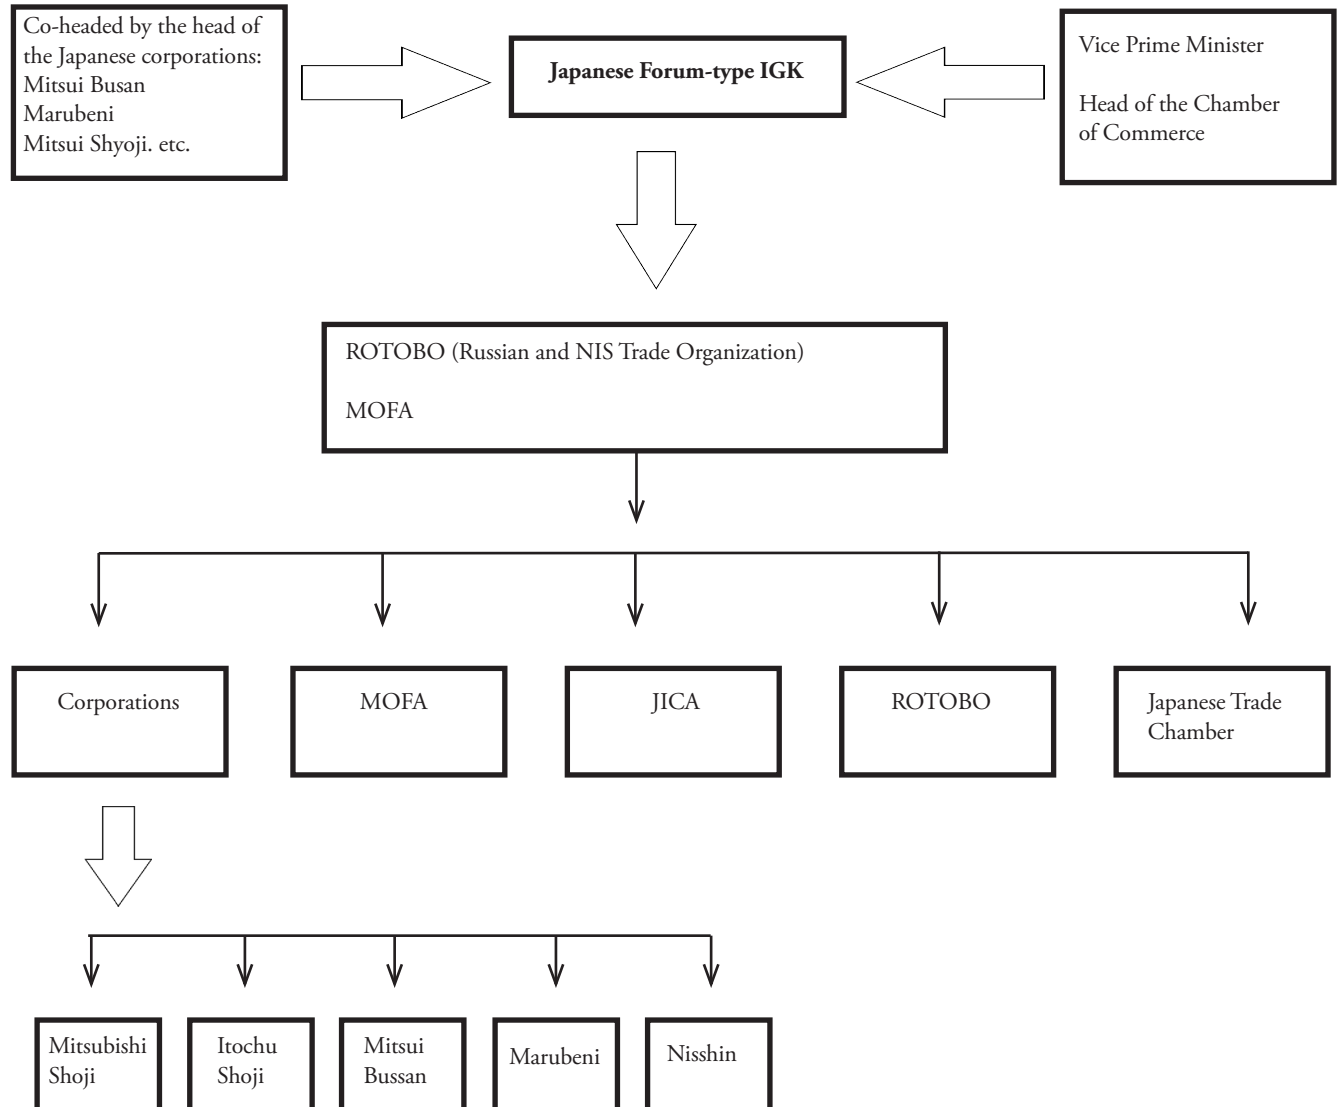 Co-headed by the head of
the Japanese corporations:
Mitsui Busan
Marubeni
Mitsui Shyoji. etc.
Japanese Forum-type IGK
Vice Prime Minister
Head of the Chamber
of Commerce
ROTOBO (Russian and NIS Trade Organization)
MOFA
Corporations
MOFA
JICA
ROTOBO
Japanese Trade
Chamber
Mitsubishi
Shoji
Itochu
Shoji
Mitsui
Bussan
Marubeni
Nisshin